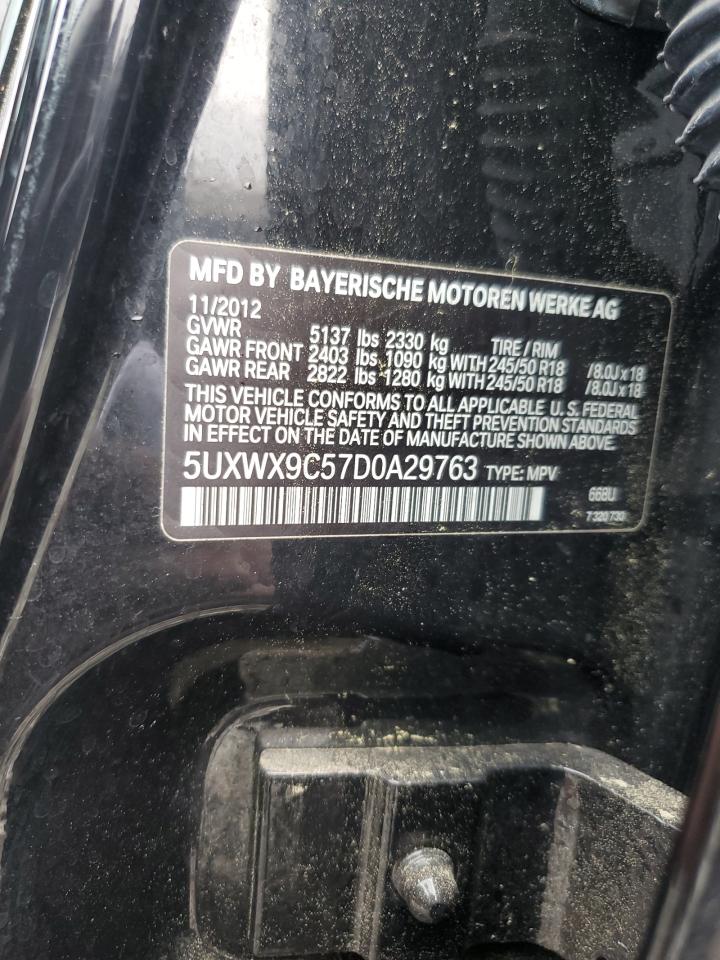 MFD BY BAYERISCHE MOTOREN WERKE AG
11/2012
GVWR 5137 lbs 2330 kg TIRE / RIM
GAWR FRONT 2403 lbs 1090 kg WITH 245/50 R18 /8.0J x 18
GAWR REAR 2822 lbs 1280 kg WITH 245/50 R18 /8.0J x 18
THIS VEHICLE CONFORMS TO ALL APPLICABLE U.S. FEDERAL
MOTOR VEHICLE SAFETY AND THEFT PREVENTION STANDARDS
IN EFFECT ON THE DATE OF MANUFACTURE SHOWN ABOVE.
5UXWX9C57D0A29763 TYPE: MPV
668U
7 320 730